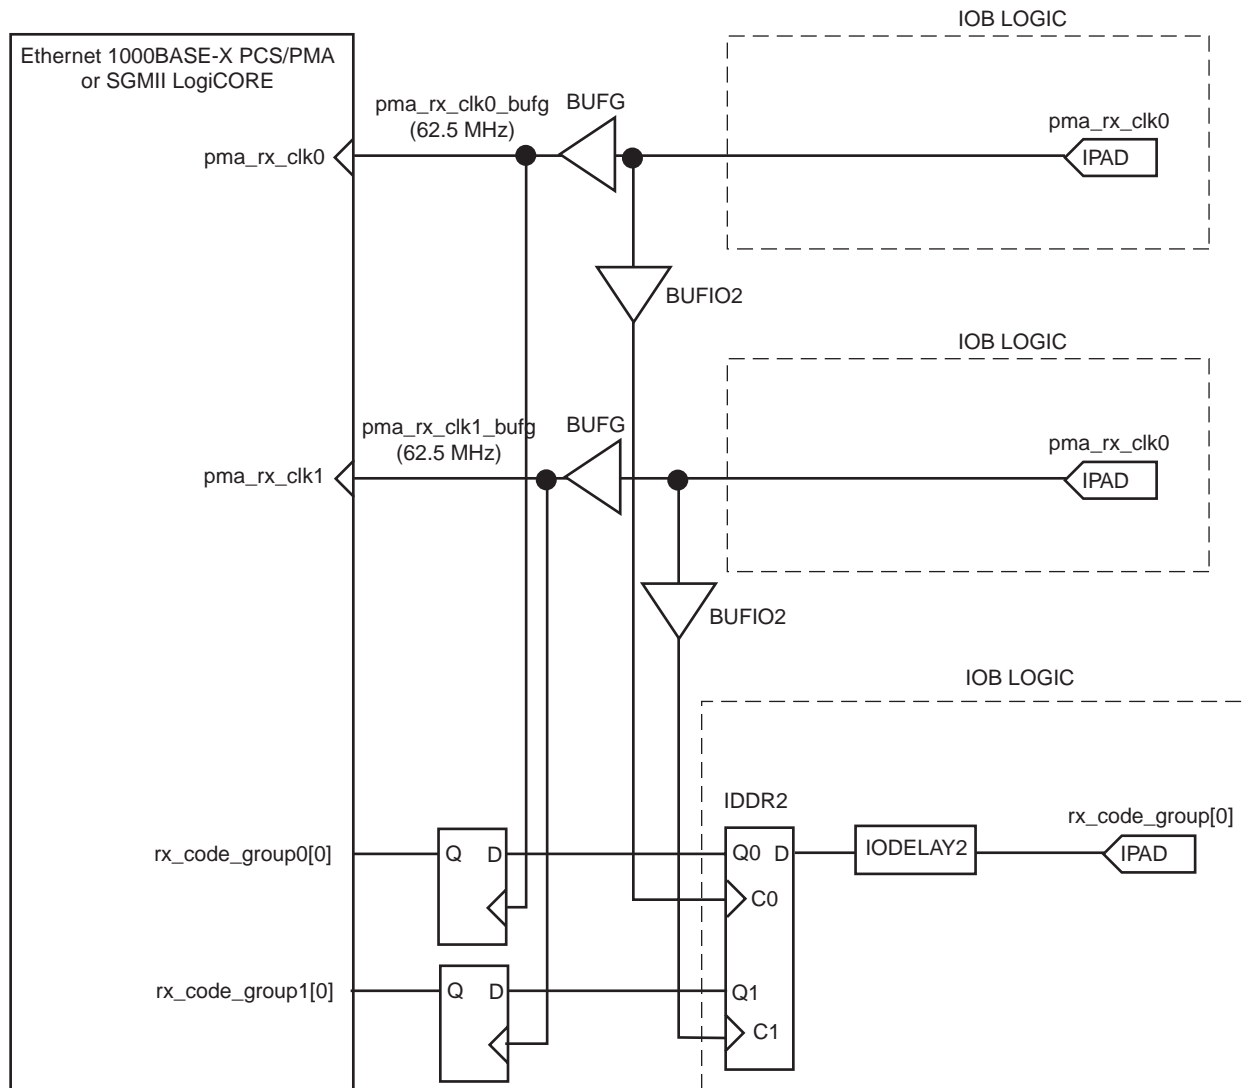 IOB LOGIC
Ethernet 1000BASE-X PCS/PMA
or SGMII LogiCORE
pma_rx_clk0_bufg
(62.5 MHz)
BUFG
pma_rx_clk0
pma_rx_clk0
IPAD
BUFIO2
IOB LOGIC
pma_rx_clk1_bufg
(62.5 MHz)
BUFG
pma_rx_clk0
pma_rx_clk1
IPAD
BUFIO2
IOB LOGIC
IDDR2
rx_code_group[0]
rx_code_group0[0]
Q D
Q0 D
IODELAY2
IPAD
C0
rx_code_group1[0]
Q D
Q1
C1